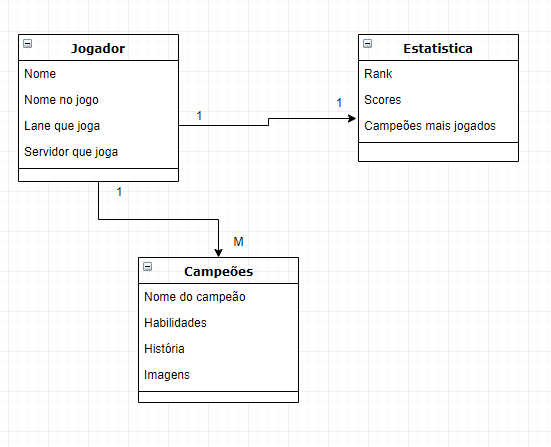 Jogador
Nome
Nome no jogo
Lane que joga
Servidor que joga
1
1
Estatistica
Rank
Scores
Campeões mais jogados
1
M
Campeões
Nome do campeão
Habilidades
História
Imagens